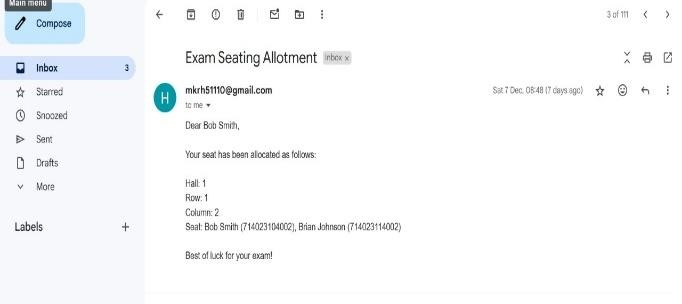 Main menu
Compose
Inbox 3
Starred
Snoozed
Sent
Drafts
More
Labels +
3 of 111
Exam Seating Allotment Inbox x
H
mkrh51110@gmail.com
Sat 7 Dec, 08:48 (7 days ago)
to me
Dear Bob Smith,
Your seat has been allocated as follows:
Hall: 1
Row: 1
Column: 2
Seat: Bob Smith (714023104002), Brian Johnson (714023114002)
Best of luck for your exam!